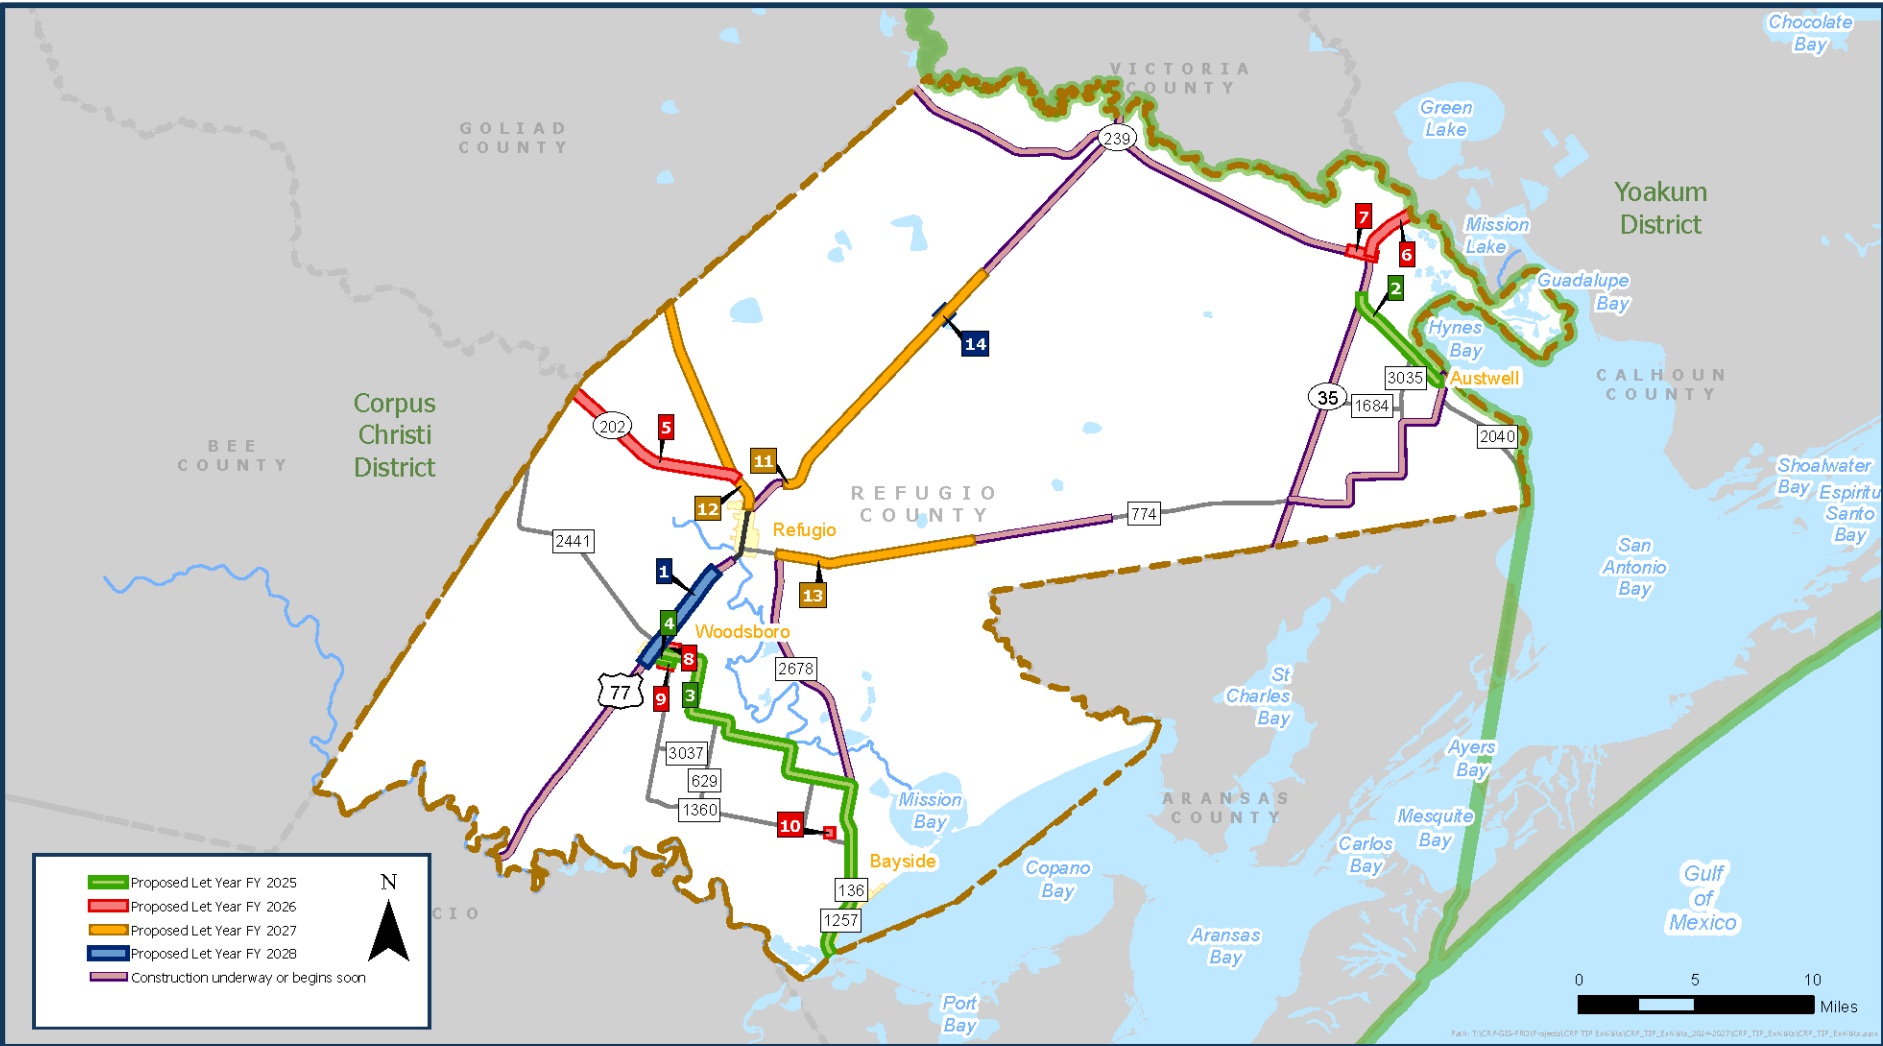 Chocolate
Bay
VICTORIA
COUNTY
Green
Lake
GOLIAD
COUNTY
239
Yoakum
District
7
Mission
Lake
6
2
Guadalupe
Bay
Hynes
Bay
14
3035
Austwell
CALHOUN
COUNTY
35
1684
Corpus
Christi
District
202
5
BEE
COUNTY
2040
11
Shoalwater
Bay
Espiritu
Santo
Bay
REFUGIO
COUNTY
12
774
Refugio
2441
San
Antonio
Bay
1
13
4
Woodsboro
8
2678
77
9
3
St
Charles
Bay
3037
629
1360
Ayers
Bay
Mission
Bay
ARANSAS
COUNTY
10
Mesquite
Bay
Carlos
Bay
Bayside
Copano
Bay
136
1257
Gulf
of
Mexico
Aransas
Bay
Port
Bay
CIO
Proposed Let Year FY 2025
N
Proposed Let Year FY 2026
Proposed Let Year FY 2027
Proposed Let Year FY 2028
Construction underway or begins soon
0 5 10
Miles